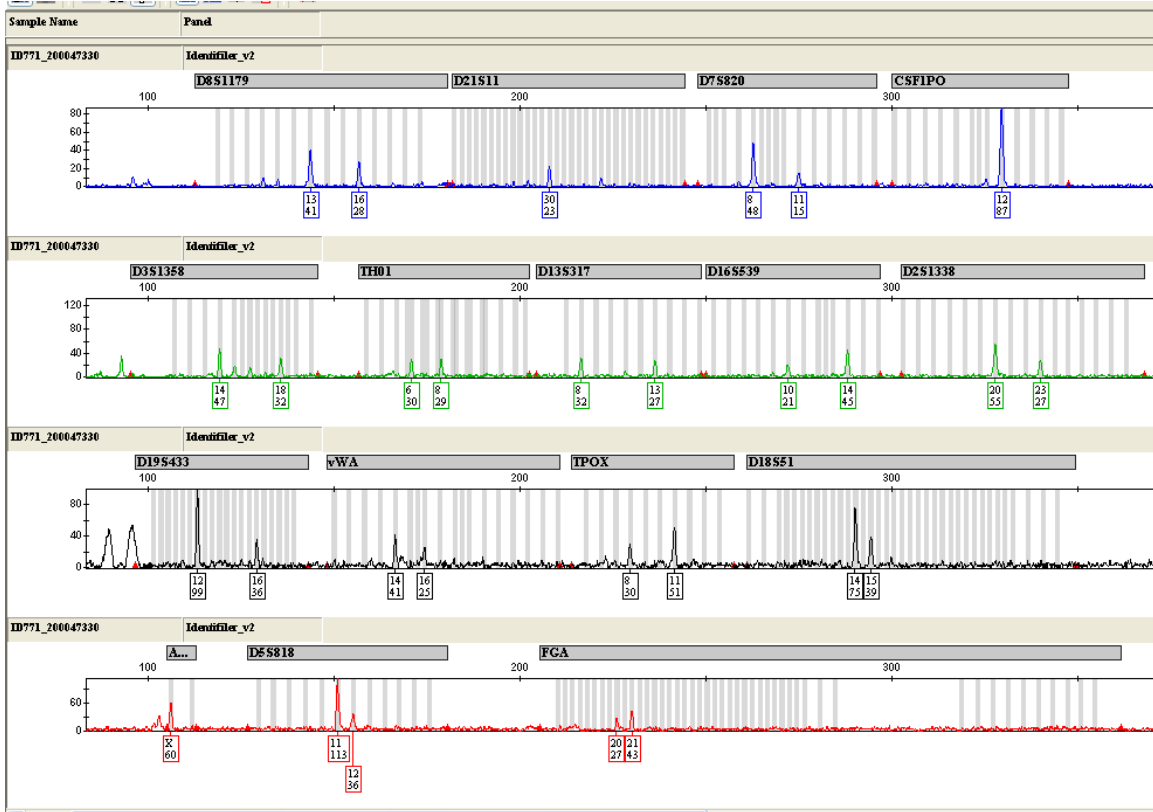 Sample Name Panel
ID771_200047330 Identifiler_v2
D8S1179 D21S11 D7S820 CSF1PO
100 200 300
80
60
40
20
0
13 16 30 8 11 12
41 28 23 48 15 87
ID771_200047330 Identifiler_v2
D3S1358 TH01 D13S317 D16S539 D2S1338
100 200 300
120
80
40
0
14 18 6 8 8 13 10 14 20 23
47 32 30 29 32 27 21 45 55 27
ID771_200047330 Identifiler_v2
D19S433 vWA TPOX D18S51
100 200 300
80
40
0
12 16 14 16 8 11 14 15
99 36 41 25 30 51 75 39
ID771_200047330 Identifiler_v2
A... D5S818 FGA
100 200 300
60
0
X 11 20 21
60 113 27 43
12
36